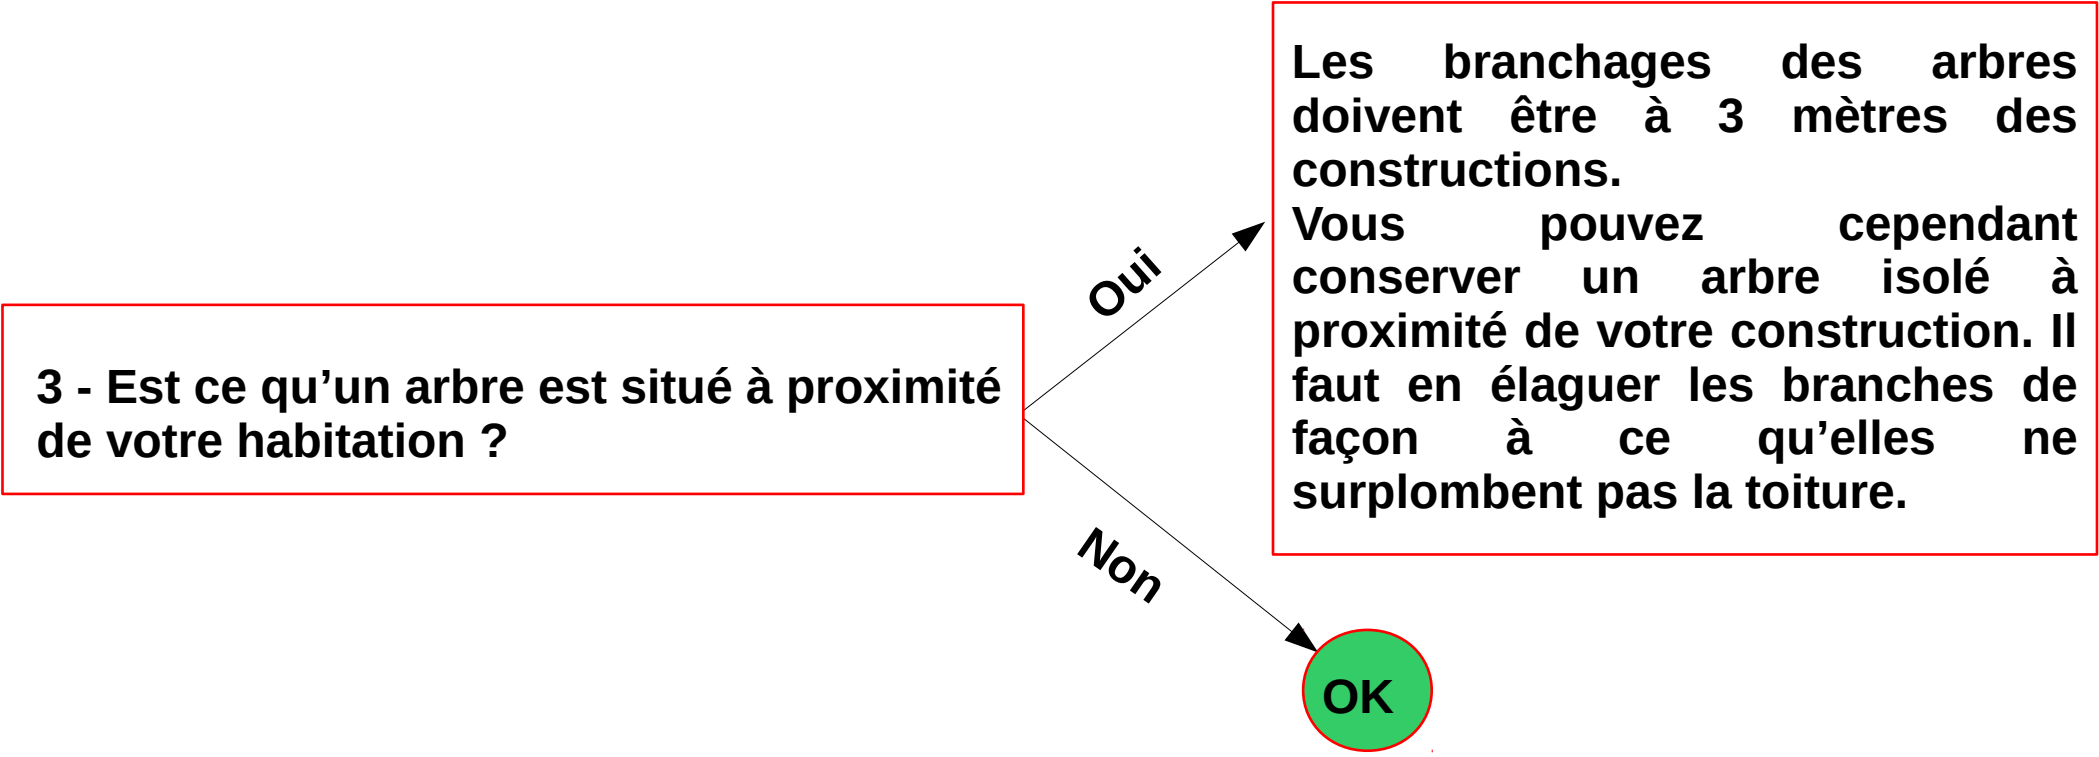 3 - Est ce qu’un arbre est situé à proximité
de votre habitation ?
Oui
Les branchages des arbres
doivent être à 3 mètres des
constructions.
Vous pouvez cependant
conserver un arbre isolé à
proximité de votre construction. Il
faut en élaguer les branches de
façon à ce qu’elles ne
surplombent pas la toiture.
Non
OK